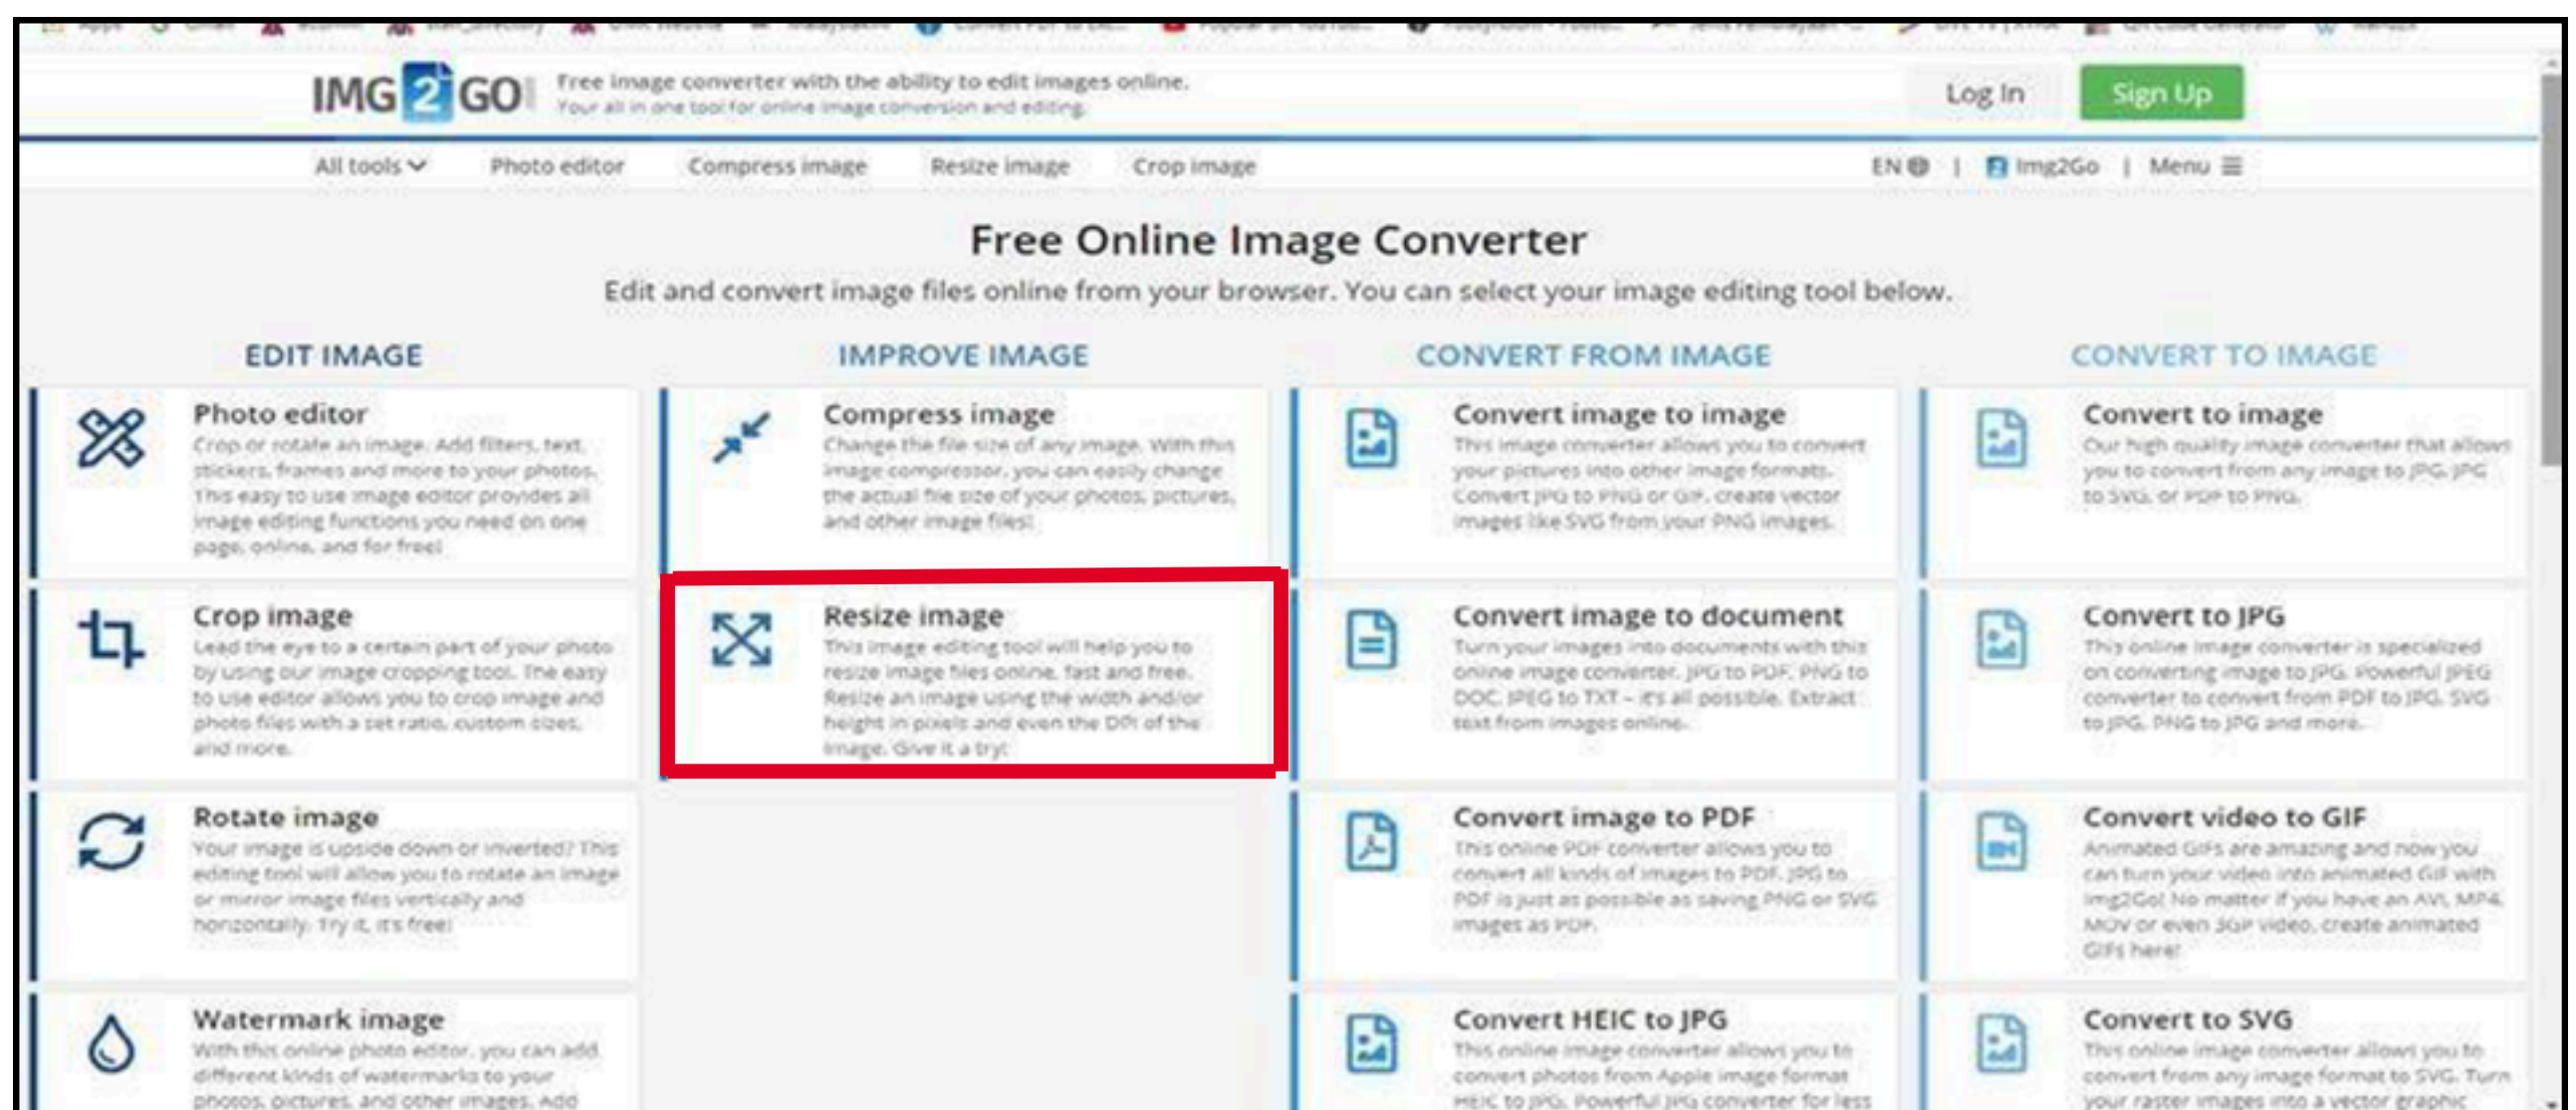 Apps
IMG2GO
Free image converter with the ability to edit images online.
Your all in one tool for online image conversion and editing.
Log In
Sign Up
All tools
Photo editor
Compress image
Resize image
Crop image
EN | Img2Go | Menu
Free Online Image Converter
Edit and convert image files online from your browser. You can select your image editing tool below.
EDIT IMAGE
Photo editor
Crop or rotate an image. Add filters, text,
stickers, frames and more to your photos.
This easy to use image editor provides all
image editing functions you need on one
page, online, and for free!
Crop image
Lead the eye to a certain part of your photo
by using our image cropping tool. The easy
to use editor allows you to crop image and
photo files with a set ratio, custom sizes,
and more.
Rotate image
Your image is upside down or inverted? This
editing tool will allow you to rotate an image
or mirror image files vertically and
horizontally. Try it, it's free!
Watermark image
With this online photo editor, you can add
different kinds of watermarks to your
photos, pictures, and other images. Add
IMPROVE IMAGE
Compress image
Change the file size of any image. With this
image compressor, you can easily change
the actual file size of your photos, pictures,
and other image files!
Resize image
This image editing tool will help you to
resize image files online, fast and free.
Resize an image using the width and/or
height in pixels and even the DPI of the
image. Give it a try!
CONVERT FROM IMAGE
Convert image to image
This image converter allows you to convert
your pictures into other image formats.
Convert JPG to PNG or GIF, create vector
images like SVG from your PNG images.
Convert image to document
Turn your images into documents with this
online image converter. JPG to PDF, PNG to
DOC, JPEG to TXT – it's all possible. Extract
text from images online.
Convert image to PDF
This online PDF converter allows you to
convert all kinds of images to PDF. JPG to
PDF is just as possible as saving PNG or SVG
images as PDF.
Convert HEIC to JPG
This online image converter allows you to
convert photos from Apple image format
HEIC to JPG. Powerful JPG converter for less
CONVERT TO IMAGE
Convert to image
Our high quality image converter that allows
you to convert from any image to JPG, JPG
to SVG, or PDF to PNG.
Convert to JPG
This online image converter is specialized
on converting image to JPG. Powerful JPEG
converter to convert from PDF to JPG, SVG
to JPG, PNG to JPG and more.
Convert video to GIF
Animated GIFs are amazing and now you
can turn your video into animated GIF with
Img2Go! No matter if you have an AVI, MP4,
MOV or even 3GP video, create animated
GIFs here!
Convert to SVG
This online image converter allows you to
convert from any image format to SVG. Turn
your raster images into a vector graphic